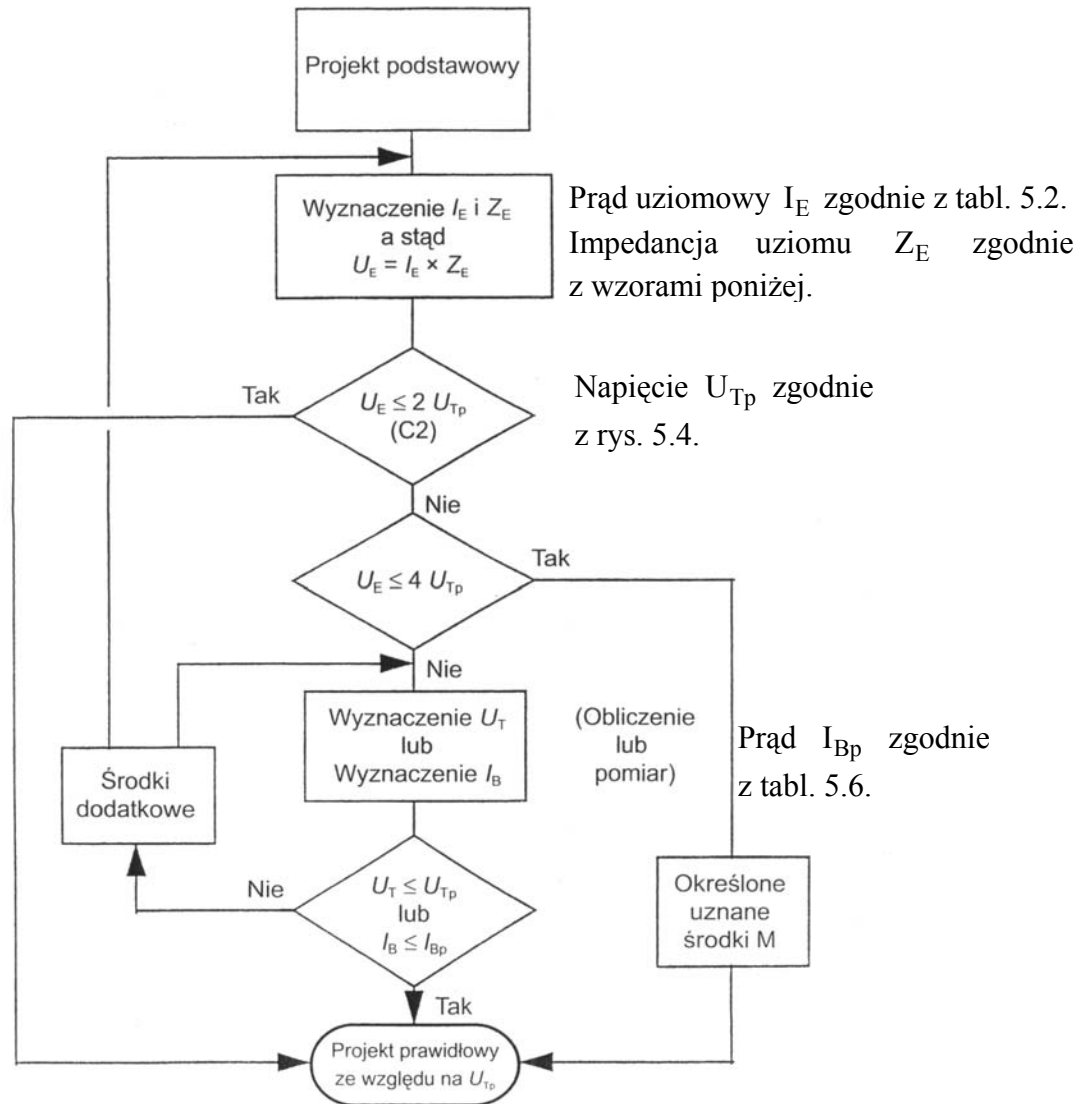 Projekt podstawowy
Wyznaczenie I_E i Z_E
a stąd
U_E = I_E × Z_E
Prąd uziomowy I_E zgodnie z tabl. 5.2.
Impedancja uziomu Z_E zgodnie
z wzorami poniżej.
Tak
U_E ≤ 2 U_Tp
(C2)
Napięcie U_Tp zgodnie
z rys. 5.4.
Nie
U_E ≤ 4 U_Tp
Tak
Nie
Wyznaczenie U_T
lub
Wyznaczenie I_B
(Obliczenie
lub
pomiar)
Prąd I_Bp zgodnie
z tabl. 5.6.
Środki
dodatkowe
Nie
U_T ≤ U_Tp
lub
I_B ≤ I_Bp
Określone
uznane
środki M
Tak
Projekt prawidłowy
ze względu na U_Tp